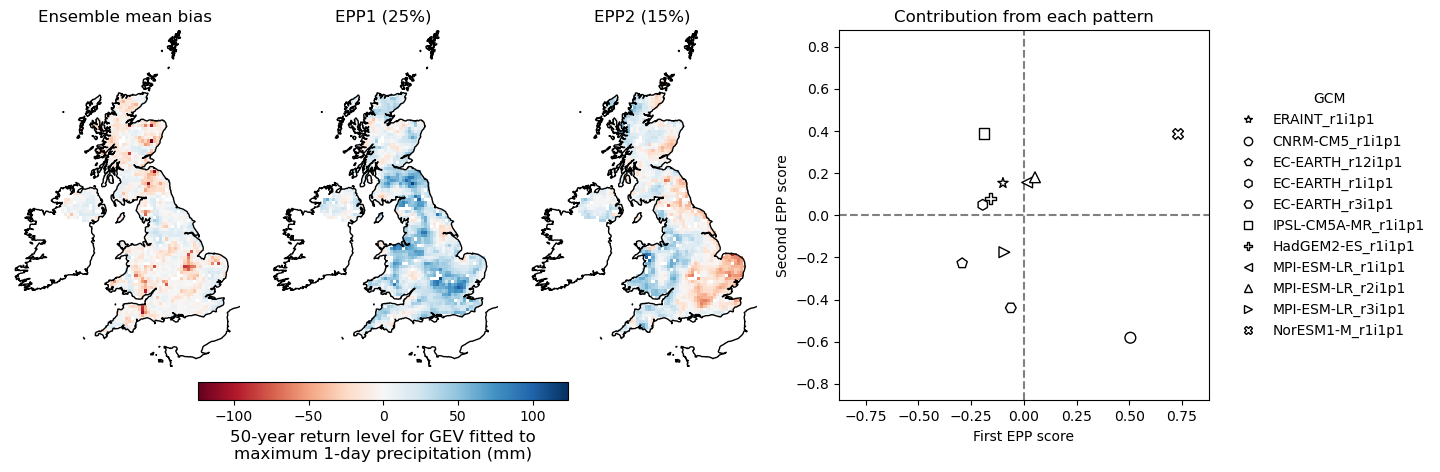 Ensemble mean bias
EPP1 (25%)
EPP2 (15%)
−100 −50 0 50 100
50-year return level for GEV fitted to
maximum 1-day precipitation (mm)
Contribution from each pattern
Second EPP score
0.8
0.6
0.4
0.2
0.0
−0.2
−0.4
−0.6
−0.8
−0.75 −0.50 −0.25 0.00 0.25 0.50 0.75
First EPP score
GCM
ERAINT_r1i1p1
CNRM-CM5_r1i1p1
EC-EARTH_r12i1p1
EC-EARTH_r1i1p1
EC-EARTH_r3i1p1
IPSL-CM5A-MR_r1i1p1
HadGEM2-ES_r1i1p1
MPI-ESM-LR_r1i1p1
MPI-ESM-LR_r2i1p1
MPI-ESM-LR_r3i1p1
NorESM1-M_r1i1p1